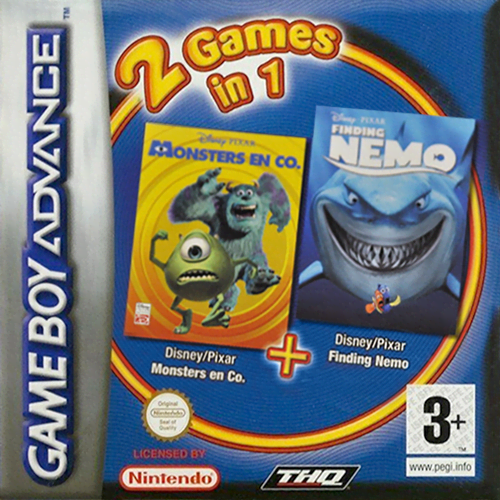 GAME BOY ADVANCE
TM
2 Games
in 1
Disney·PIXAR
MONSTERS EN CO.
Disney·PIXAR
FINDING
NEMO
Disney/Pixar
Monsters en Co.
+
Disney/Pixar
Finding Nemo
Original
Nintendo
Seal of
Quality
LICENSED BY
Nintendo
THQ
3+
www.pegi.info